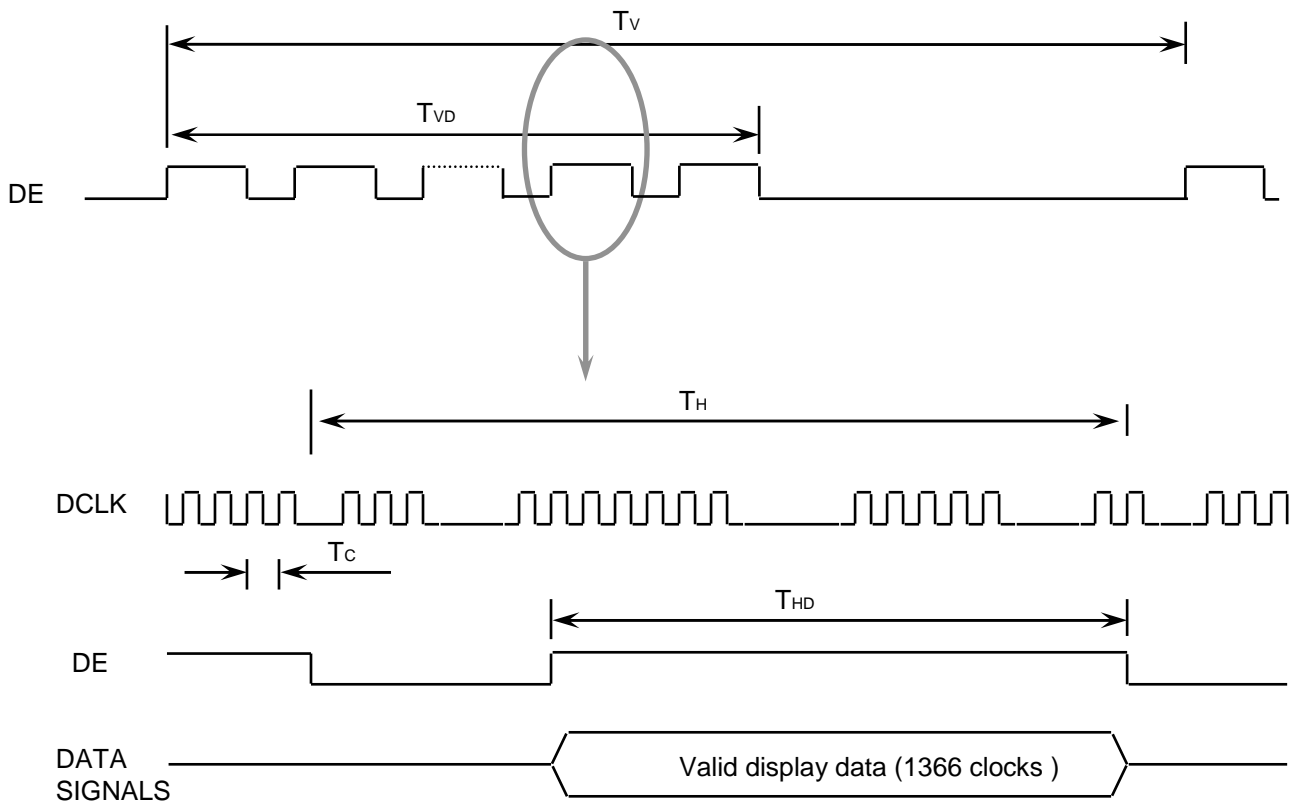 TV
TVD
DE
TH
DCLK
TC
THD
DE
DATA
SIGNALS
Valid display data (1366 clocks )